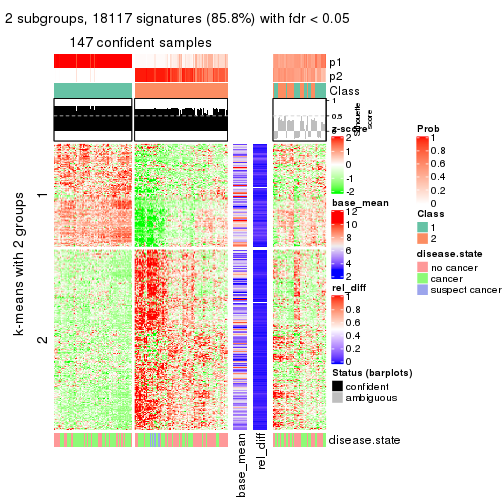 2 subgroups, 18117 signatures (85.8%) with fdr < 0.05
147 confident samples
p1
p2
Class
1
0.5
0
Silhouette
score
k-means with 2 groups
1
2
base_mean
rel_diff
disease.state
z-score
2
1
0
-1
-2
base_mean
12
10
8
6
4
2
rel_diff
1
0.8
0.6
0.4
0.2
0
Status (barplots)
confident
ambiguous
Prob
1
0.8
0.6
0.4
0.2
0
Class
1
2
disease.state
no cancer
cancer
suspect cancer